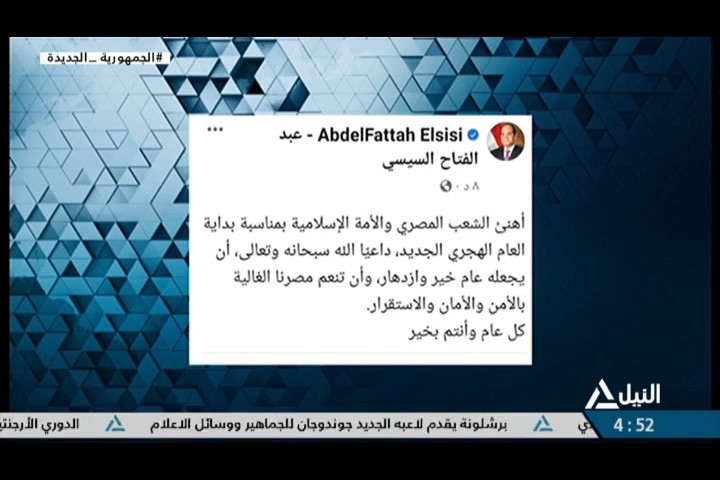 #الجمهورية_الجديدة
AbdelFattah Elsisi - عبد
الفتاح السيسي
٨ د ·
أهنئ الشعب المصري والأمة الإسلامية بمناسبة بداية
العام الهجري الجديد، داعيًا الله سبحانه وتعالى، أن
يجعله عام خير وازدهار، وأن تنعم مصرنا الغالية
بالأمن والأمان والاستقرار.
كل عام وأنتم بخير
النيل
4:52
برشلونة يقدم لاعبه الجديد جوندوجان للجماهير ووسائل الاعلام
الدوري